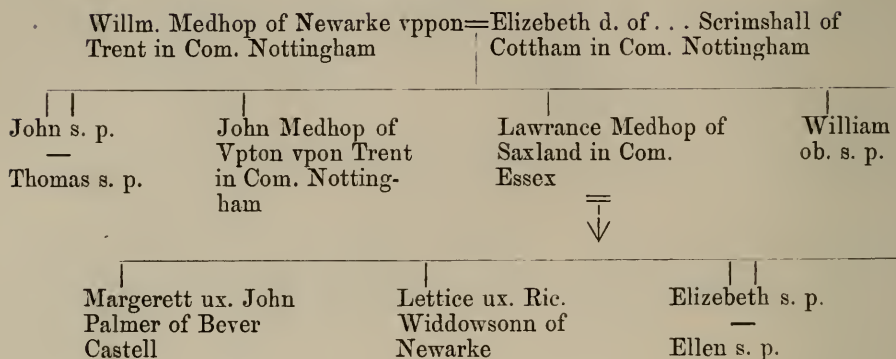 Willm. Medhop of Newarke vppon=Elizebeth d. of . . . Scrimshall of
Trent in Com. Nottingham
Cottham in Com. Nottingham
John s. p.
—
Thomas s. p.
John Medhop of
Vpton vpon Trent
in Com. Notting-
ham
Lawrance Medhop of
Saxland in Com.
Essex
William
ob. s. p.
Margerett ux. John
Palmer of Bever
Castell
Lettice ux. Ric.
Widdowsonn of
Newarke
Elizebeth s. p.
—
Ellen s. p.